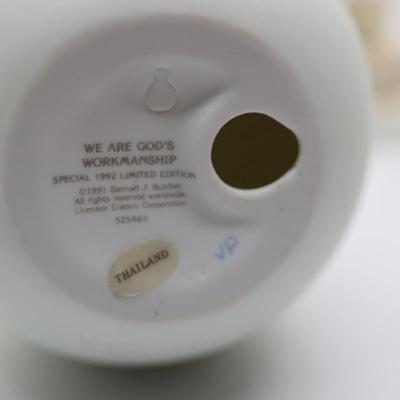 WE ARE GOD'S
WORKMANSHIP
SPECIAL 1992 LIMITED EDITION
©1991 Samuel J. Butcher
All rights reserved worldwide
Licensee Enesco Corporation
525960
THAILAND
VP